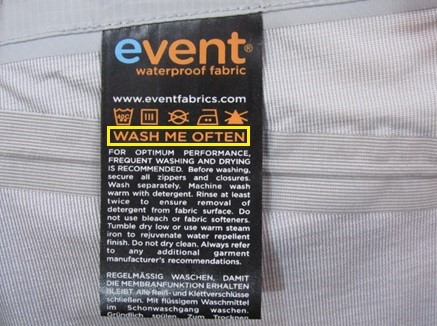 event®
waterproof fabric
www.eventfabrics.com
WASH ME OFTEN
FOR OPTIMUM PERFORMANCE,
FREQUENT WASHING AND DRYING
IS RECOMMENDED. Before washing,
secure all zippers and closures.
Wash separately. Machine wash
warm with detergent. Rinse at least
twice to ensure removal of
detergent from fabric surface. Do
not use bleach or fabric softeners.
Tumble dry low or use warm steam
iron to rejuvenate water repellent
finish. Do not dry clean. Always refer
to any additional garment
manufacturer's recommendations.
REGELMÄSSIG WASCHEN, DAMIT
DIE MEMBRANFUNKTION ERHALTEN
BLEIBT Alle Reiß- und Klettverschlüsse
schließen. Mit flüssigem Waschmittel
im Schonwaschgang waschen.
Gründlich spülen. Zum Trocknen